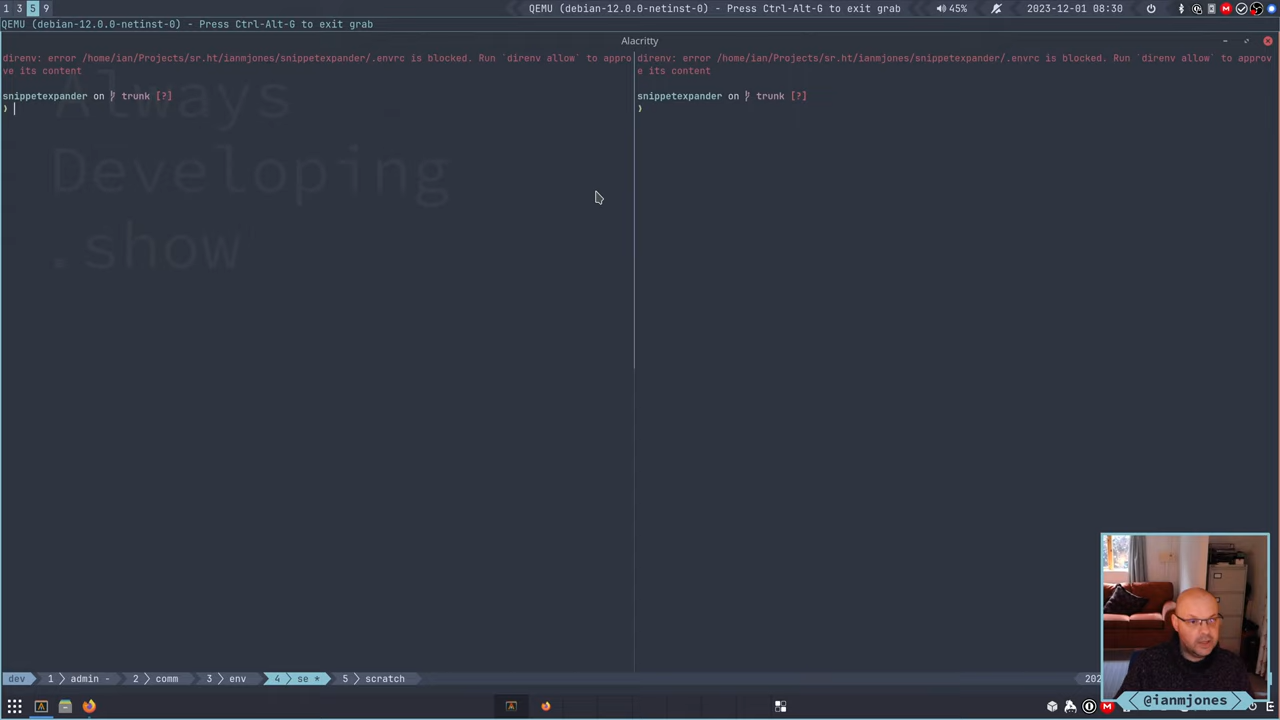 1 3 5 9
QEMU (debian-12.0.0-netinst-0) - Press Ctrl-Alt-G to exit grab
45%
2023-12-01 08:30
QEMU (debian-12.0.0-netinst-0) - Press Ctrl-Alt-G to exit grab
Alacritty
direnv: error /home/ian/Projects/sr.ht/ianmjones/snippetexpander/.envrc is blocked. Run `direnv allow` to appro
ve its content
snippetexpander on trunk [?]
❯
direnv: error /home/ian/Projects/sr.ht/ianmjones/snippetexpander/.envrc is blocked. Run `direnv allow` to approv
e its content
snippetexpander on trunk [?]
❯
Always
Developing
.show
dev 1 admin - 2 comm 3 env 4 se * 5 scratch
202
@ianmjones